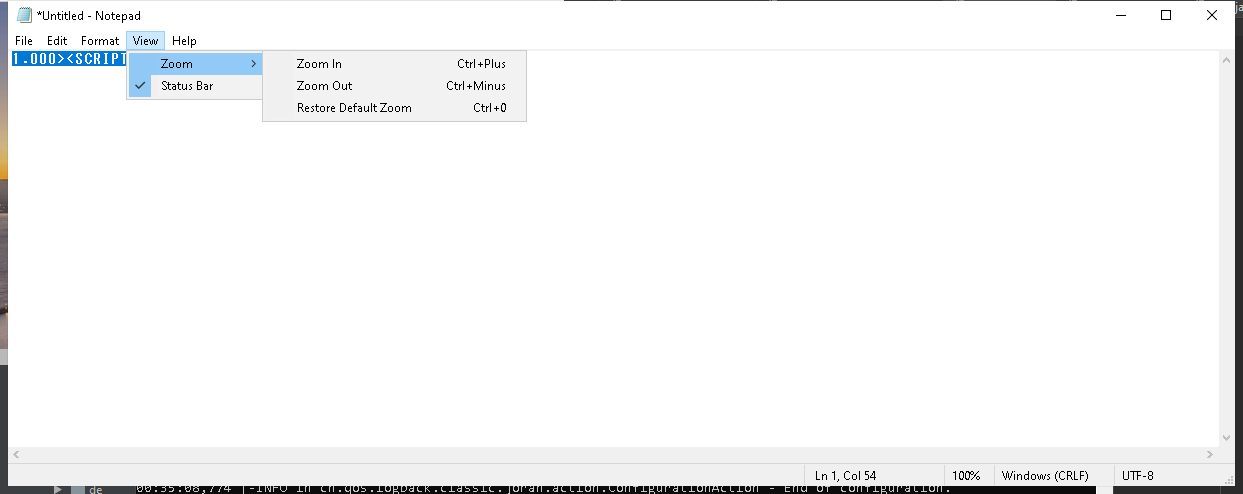 *Untitled - Notepad
File Edit Format View Help
1.000><SCRIPT
Zoom
Zoom In Ctrl+Plus
Status Bar
Zoom Out Ctrl+Minus
Restore Default Zoom Ctrl+0
Ln 1, Col 54 100% Windows (CRLF) UTF-8
de 00:35:08,774 |-INFO in ch.qos.logback.classic.joran.action.ConfigurationAction - End of configuration.